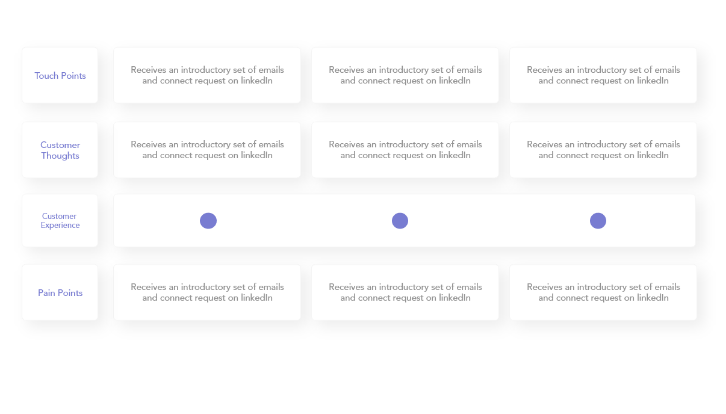 Touch Points
Receives an introductory set of emails
and connect request on linkedIn
Receives an introductory set of emails
and connect request on linkedIn
Receives an introductory set of emails
and connect request on linkedIn
Customer
Thoughts
Receives an introductory set of emails
and connect request on linkedIn
Receives an introductory set of emails
and connect request on linkedIn
Receives an introductory set of emails
and connect request on linkedIn
Customer
Experience
Pain Points
Receives an introductory set of emails
and connect request on linkedIn
Receives an introductory set of emails
and connect request on linkedIn
Receives an introductory set of emails
and connect request on linkedIn